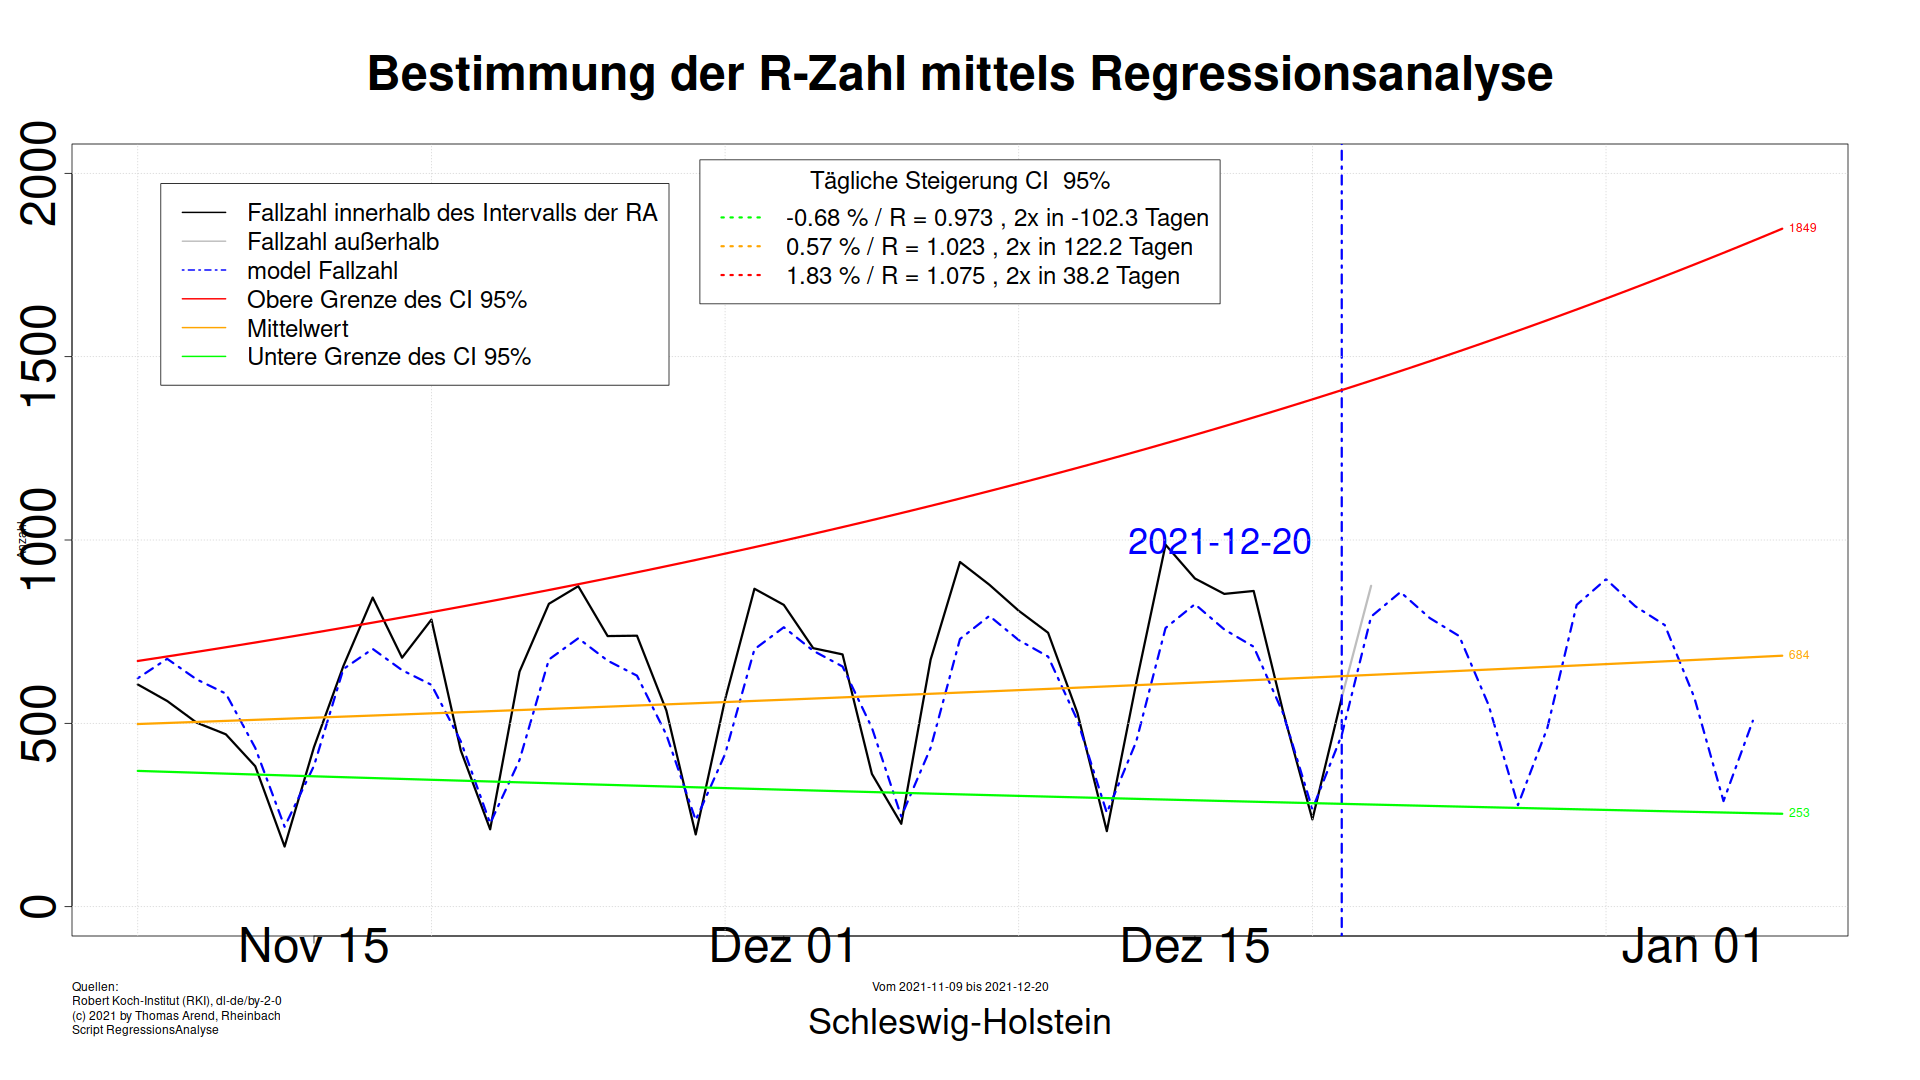 Bestimmung der R-Zahl mittels Regressionsanalyse
2000
1500
1000
500
0
Anzahl
Fallzahl innerhalb des Intervalls der RA
Fallzahl außerhalb
model Fallzahl
Obere Grenze des CI 95%
Mittelwert
Untere Grenze des CI 95%
Tägliche Steigerung CI  95%
-0.68 % / R = 0.973 , 2x in -102.3 Tagen
0.57 % / R = 1.023 , 2x in 122.2 Tagen
1.83 % / R = 1.075 , 2x in 38.2 Tagen
1849
2021-12-20
684
253
Nov 15
Dez 01
Dez 15
Jan 01
Quellen:
Robert Koch-Institut (RKI), dl-de/by-2-0
(c) 2021 by Thomas Arend, Rheinbach
Script RegressionsAnalyse
Vom 2021-11-09 bis 2021-12-20
Schleswig-Holstein